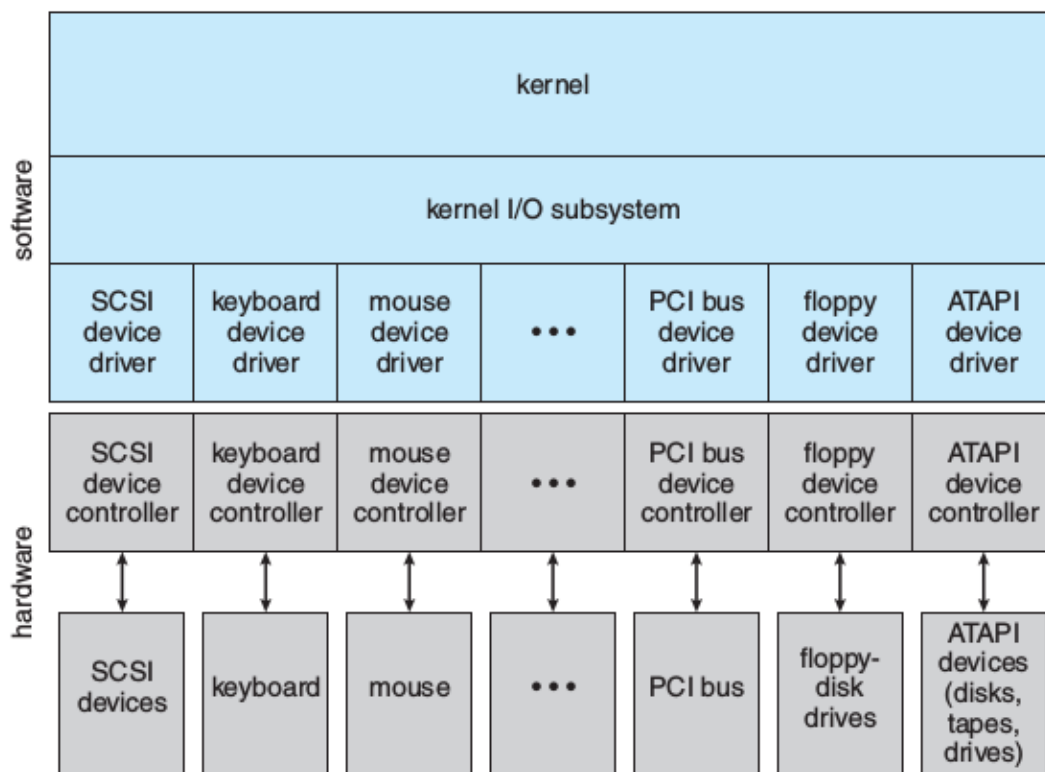 kernel
software
kernel I/O subsystem
SCSI
device
driver
keyboard
device
driver
mouse
device
driver
•••
PCI bus
device
driver
floppy
device
driver
ATAPI
device
driver
hardware
SCSI
device
controller
keyboard
device
controller
mouse
device
controller
•••
PCI bus
device
controller
floppy
device
controller
ATAPI
device
controller
SCSI
devices
keyboard
mouse
•••
PCI bus
floppy-
disk
drives
ATAPI
devices
(disks,
tapes,
drives)